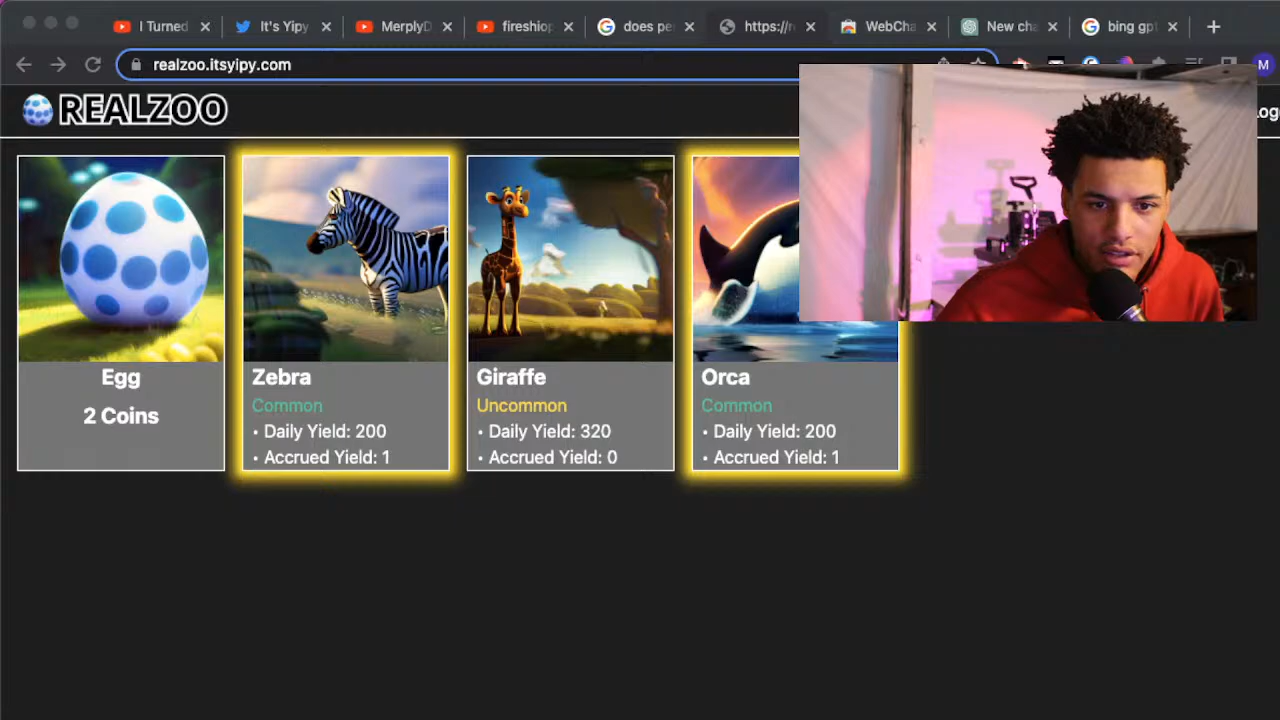 I Turned
It's Yipy
MerplyD
fireship
does pe
https://r
WebCha
New cha
bing gpt
realzoo.itsyipy.com
M
REALZOO
Log
Egg
2 Coins
Zebra
Common
• Daily Yield: 200
• Accrued Yield: 1
Giraffe
Uncommon
• Daily Yield: 320
• Accrued Yield: 0
Orca
Common
• Daily Yield: 200
• Accrued Yield: 1